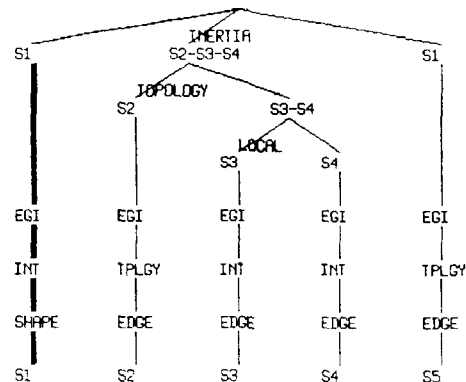 INERTIA
S1 S2-S3-S4 S1
TOPOLOGY
S2 S3-S4
LOCAL
S3 S4
EGI EGI EGI EGI EGI
INT TPLGY INT INT TPLGY
SHAPE EDGE EDGE EDGE EDGE
S1 S2 S3 S4 S5